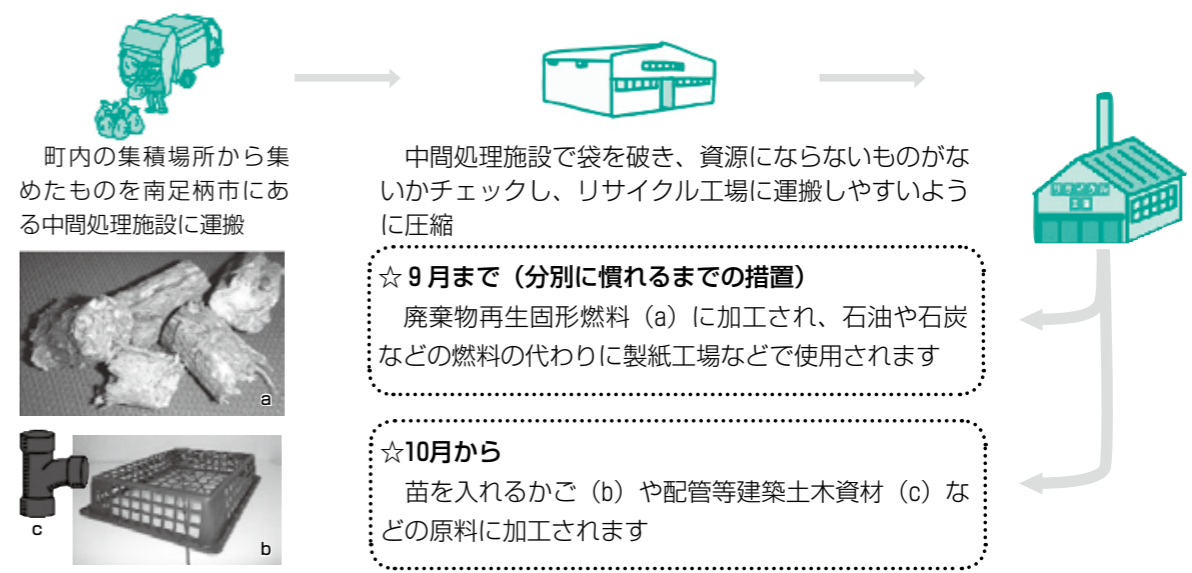 町内の集積場所から集
めたものを南足柄市にあ
る中間処理施設に運搬
中間処理施設で袋を破き、資源にならないものがな
いかチェックし、リサイクル工場に運搬しやすいよう
に圧縮
☆9月まで（分別に慣れるまでの措置）
廃棄物再生固形燃料（a）に加工され、石油や石炭
などの燃料の代わりに製紙工場などで使用されます
a
☆10月から
苗を入れるかご（b）や配管等建築土木資材（c）な
どの原料に加工されます
c
b